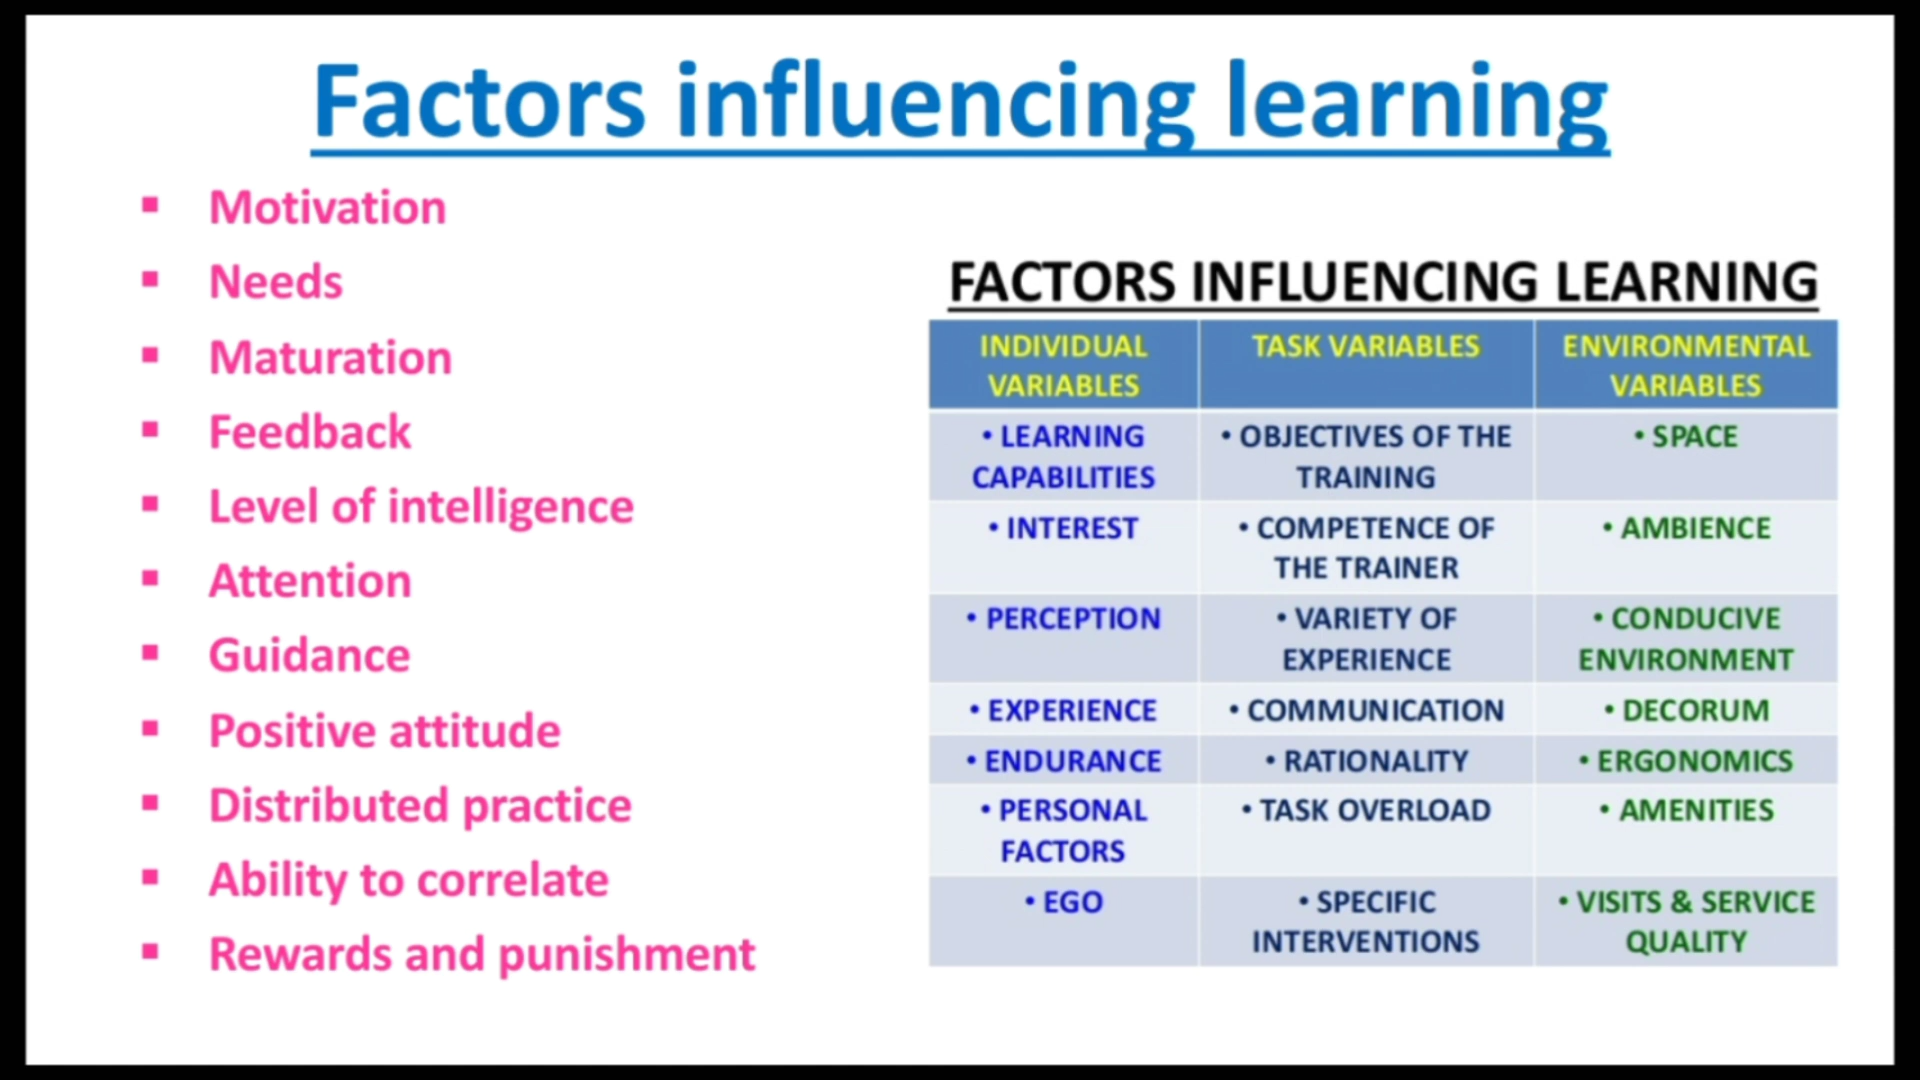 Factors influencing learning
▪ Motivation
▪ Needs
▪ Maturation
▪ Feedback
▪ Level of intelligence
▪ Attention
▪ Guidance
▪ Positive attitude
▪ Distributed practice
▪ Ability to correlate
▪ Rewards and punishment
FACTORS INFLUENCING LEARNING
INDIVIDUAL
VARIABLES
TASK VARIABLES
ENVIRONMENTAL
VARIABLES
• LEARNING
CAPABILITIES
• OBJECTIVES OF THE
TRAINING
• SPACE
• INTEREST
• COMPETENCE OF
THE TRAINER
• AMBIENCE
• PERCEPTION
• VARIETY OF
EXPERIENCE
• CONDUCIVE
ENVIRONMENT
• EXPERIENCE
• COMMUNICATION
• DECORUM
• ENDURANCE
• RATIONALITY
• ERGONOMICS
• PERSONAL
FACTORS
• TASK OVERLOAD
• AMENITIES
• EGO
• SPECIFIC
INTERVENTIONS
• VISITS & SERVICE
QUALITY